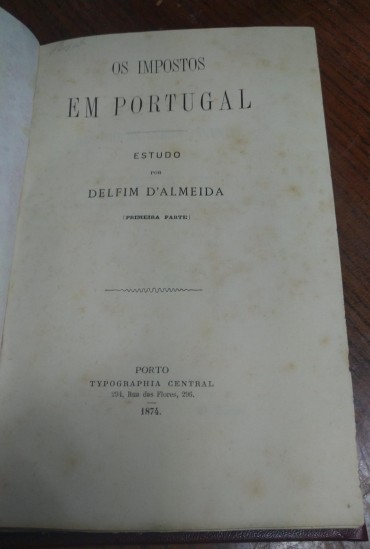 OS IMPOSTOS
EM PORTUGAL
ESTUDO
POR
DELFIM D'ALMEIDA
(PRIMEIRA PARTE)
PORTO
TYPOGRAPHIA CENTRAL
294, Rua das Flores, 296.
1874.